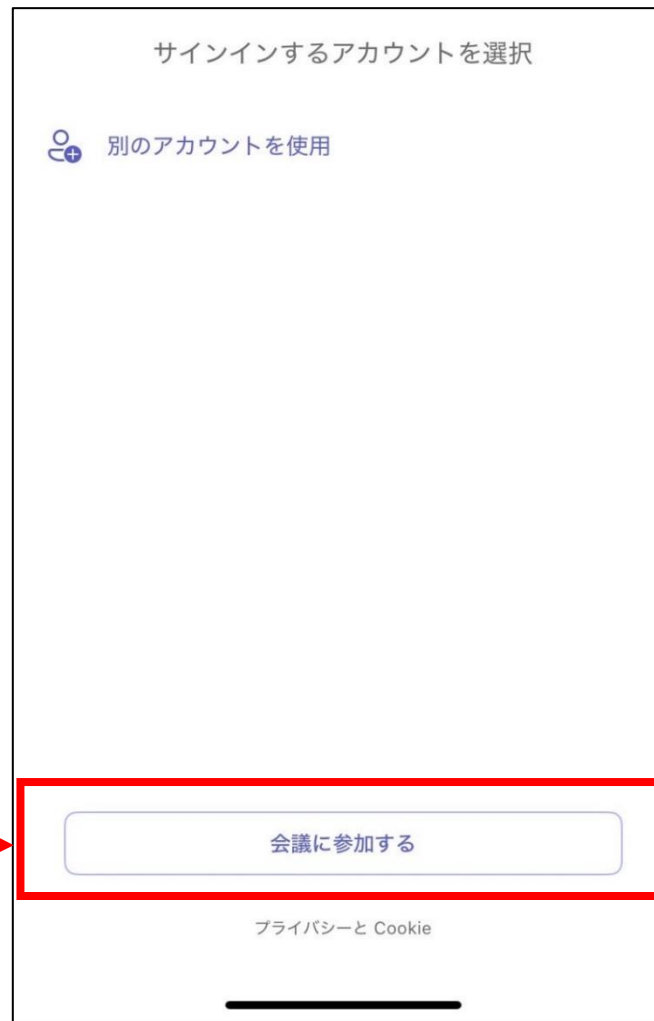 サインインするアカウントを選択
別のアカウントを使用
会議に参加する
プライバシーと Cookie